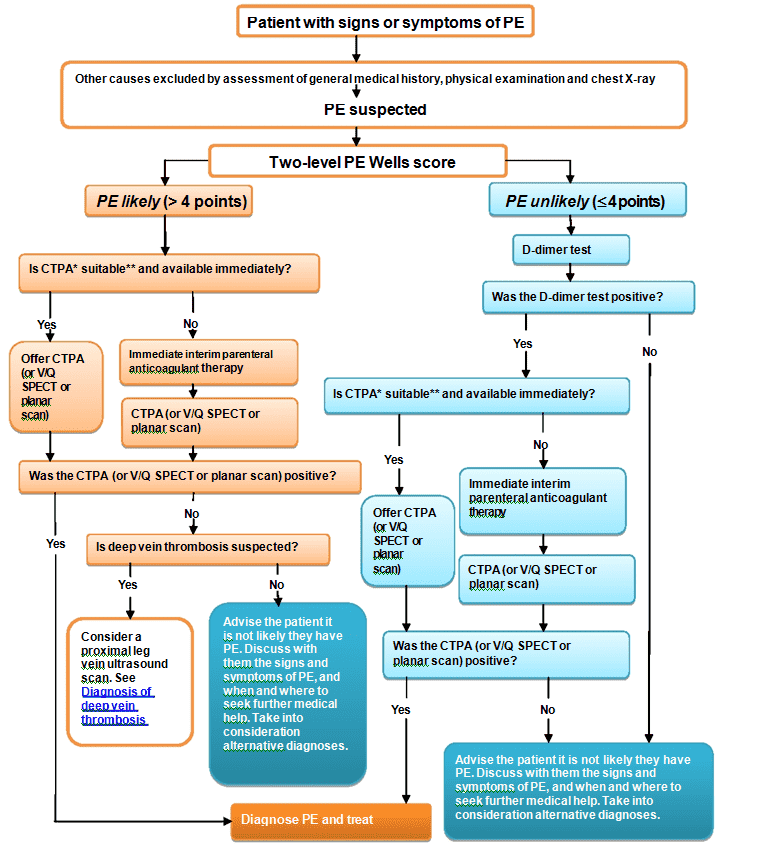 Patient with signs or symptoms of PE
Other causes excluded by assessment of general medical history, physical examination and chest X-ray
PE suspected
Two-level PE Wells score
PE likely (> 4 points)
PE unlikely (≤4 points)
D-dimer test
Is CTPA* suitable** and available immediately?
Was the D-dimer test positive?
Yes
No
Offer CTPA
(or V/Q
SPECT or
planar
scan)
Immediate interim parenteral
anticoagulant therapy
CTPA (or V/Q SPECT or
planar scan)
Yes
No
Is CTPA* suitable** and available immediately?
Was the CTPA (or V/Q SPECT or planar scan) positive?
Yes
No
Offer CTPA
(or V/Q
SPECT or
planar
scan)
Immediate interim
parenteral anticoagulant
therapy
CTPA (or V/Q SPECT or
planar scan)
Yes
No
Is deep vein thrombosis suspected?
Yes
No
Consider a
proximal leg
vein ultrasound
scan. See
Diagnosis of
deep vein
thrombosis
Advise the patient it
is not likely they have
PE. Discuss with
them the signs and
symptoms of PE, and
when and where to
seek further medical
help. Take into
consideration
alternative diagnoses.
Was the CTPA (or V/Q SPECT or
planar scan) positive?
Yes
No
Advise the patient it is not likely they have
PE. Discuss with them the signs and
symptoms of PE, and when and where to
seek further medical help. Take into
consideration alternative diagnoses.
Diagnose PE and treat